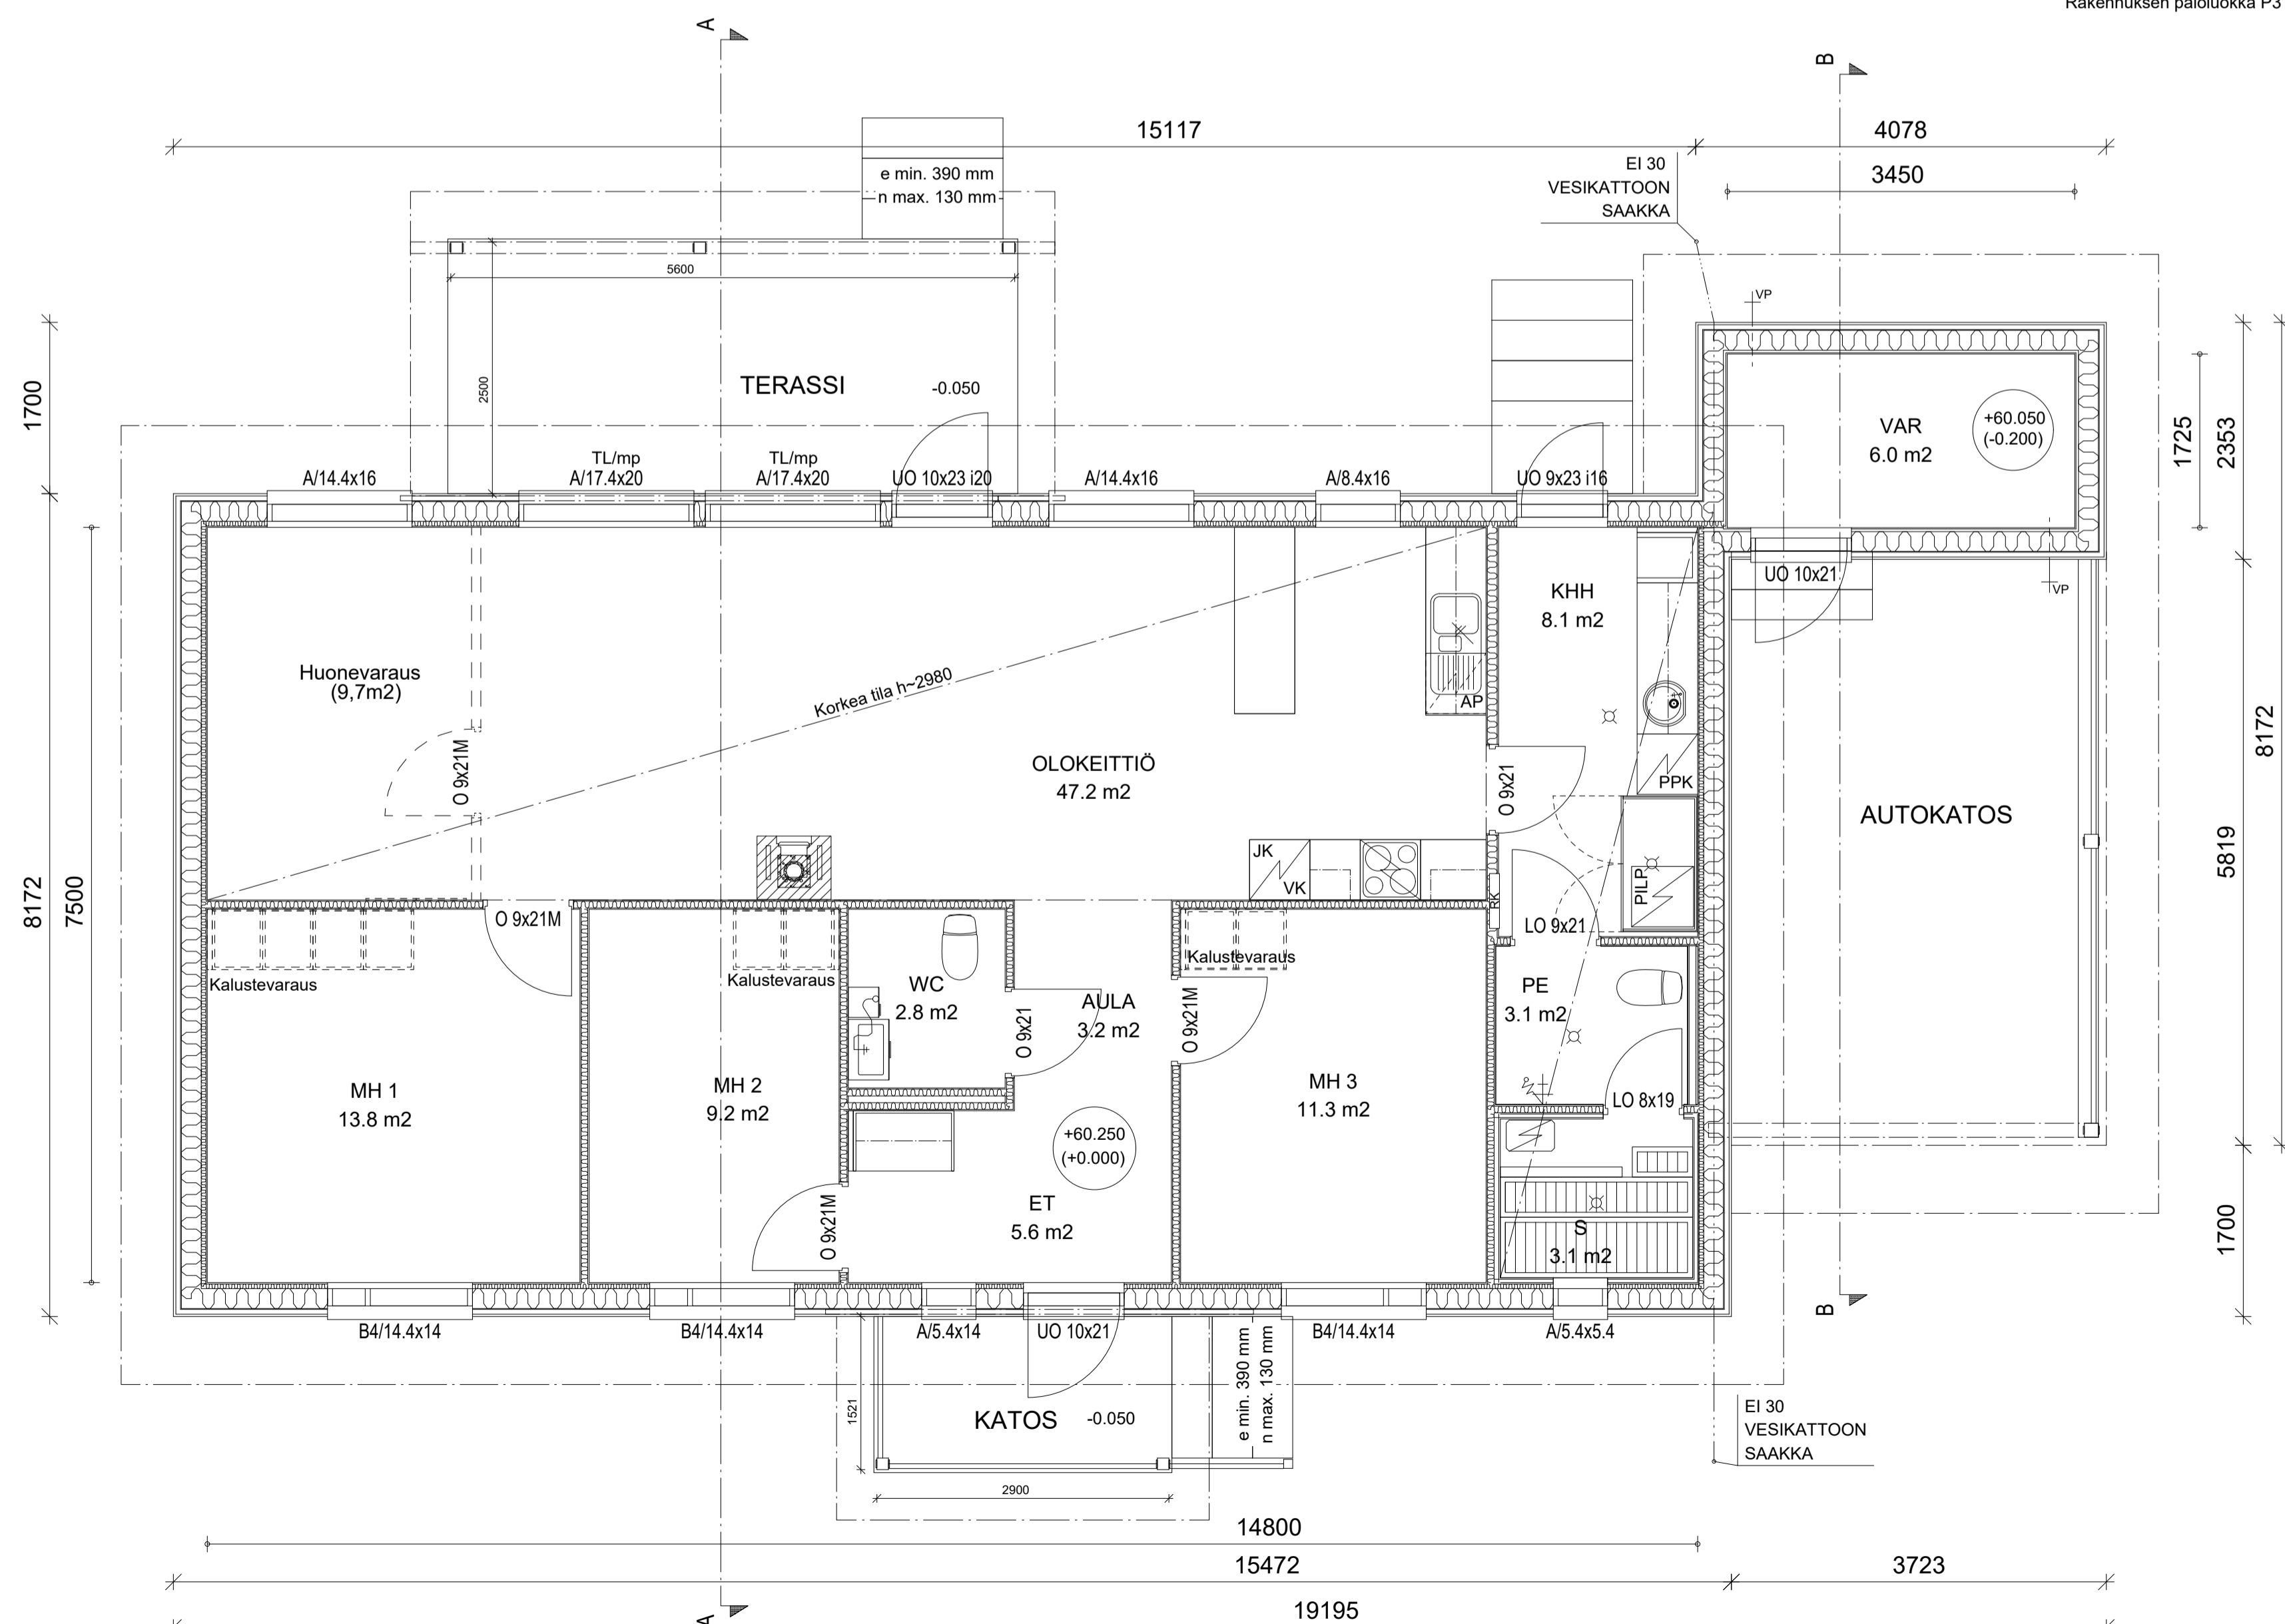 Rakennuksen paloluokka P3
A
B
15117
4078
3450
EI 30
VESIKATTOON
SAAKKA
e min. 390 mm
n max. 130 mm
5600
2500
TERASSI
-0.050
VP
1700
VAR
6.0 m2
+60.050
(-0.200)
1725
2353
A/14.4x16
TL/mp
A/17.4x20
TL/mp
A/17.4x20
UO 10x23 i20
A/14.4x16
A/8.4x16
UO 9x23 i16
UO 10x21
VP
KHH
8.1 m2
Huonevaraus
(9,7m2)
Korkea tila h~2980
AP
O 9x21M
OLOKEITTIÖ
47.2 m2
O 9x21
PPK
AUTOKATOS
8172
7500
8172
5819
JK
VK
RK
PILP
O 9x21M
LO 9x21
Kalustevaraus
Kalustevaraus
Kalustevaraus
WC
2.8 m2
AULA
3.2 m2
O 9x21
O 9x21M
PE
3.1 m2
MH 1
13.8 m2
MH 2
9.2 m2
MH 3
11.3 m2
LO 8x19
+60.250
(+0.000)
ET
5.6 m2
O 9x21M
S
3.1 m2
1700
B
B4/14.4x14
B4/14.4x14
A/5.4x14
UO 10x21
B4/14.4x14
A/5.4x5.4
1521
KATOS
-0.050
e min. 390 mm
n max. 130 mm
EI 30
VESIKATTOON
SAAKKA
2900
14800
15472
3723
A
19195